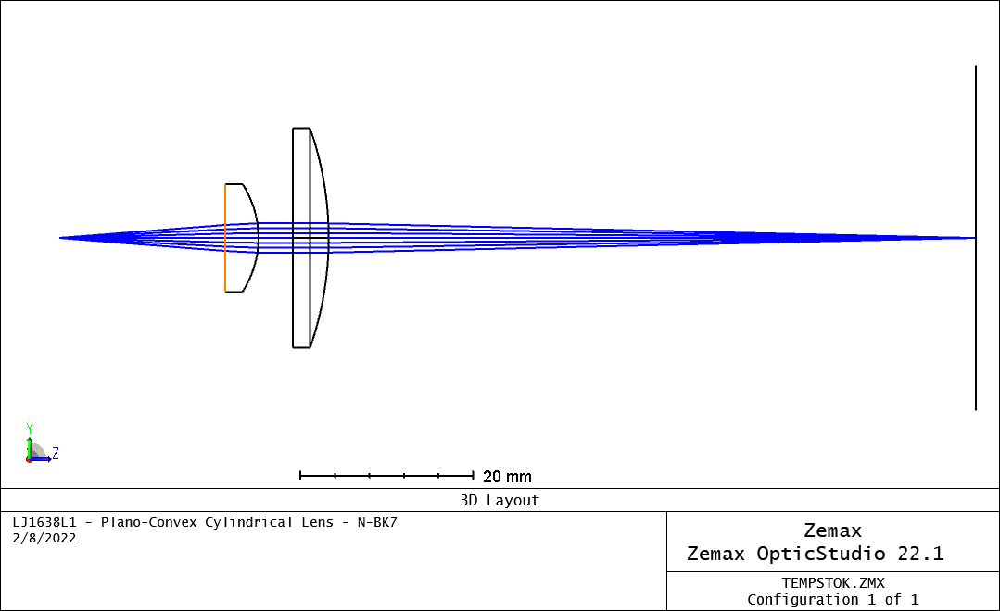 Y
Z
20 mm
3D Layout
LJ1638L1 - Plano-Convex Cylindrical Lens - N-BK7
2/8/2022
Zemax
Zemax OpticStudio 22.1
TEMPSTOK.ZMX
Configuration 1 of 1